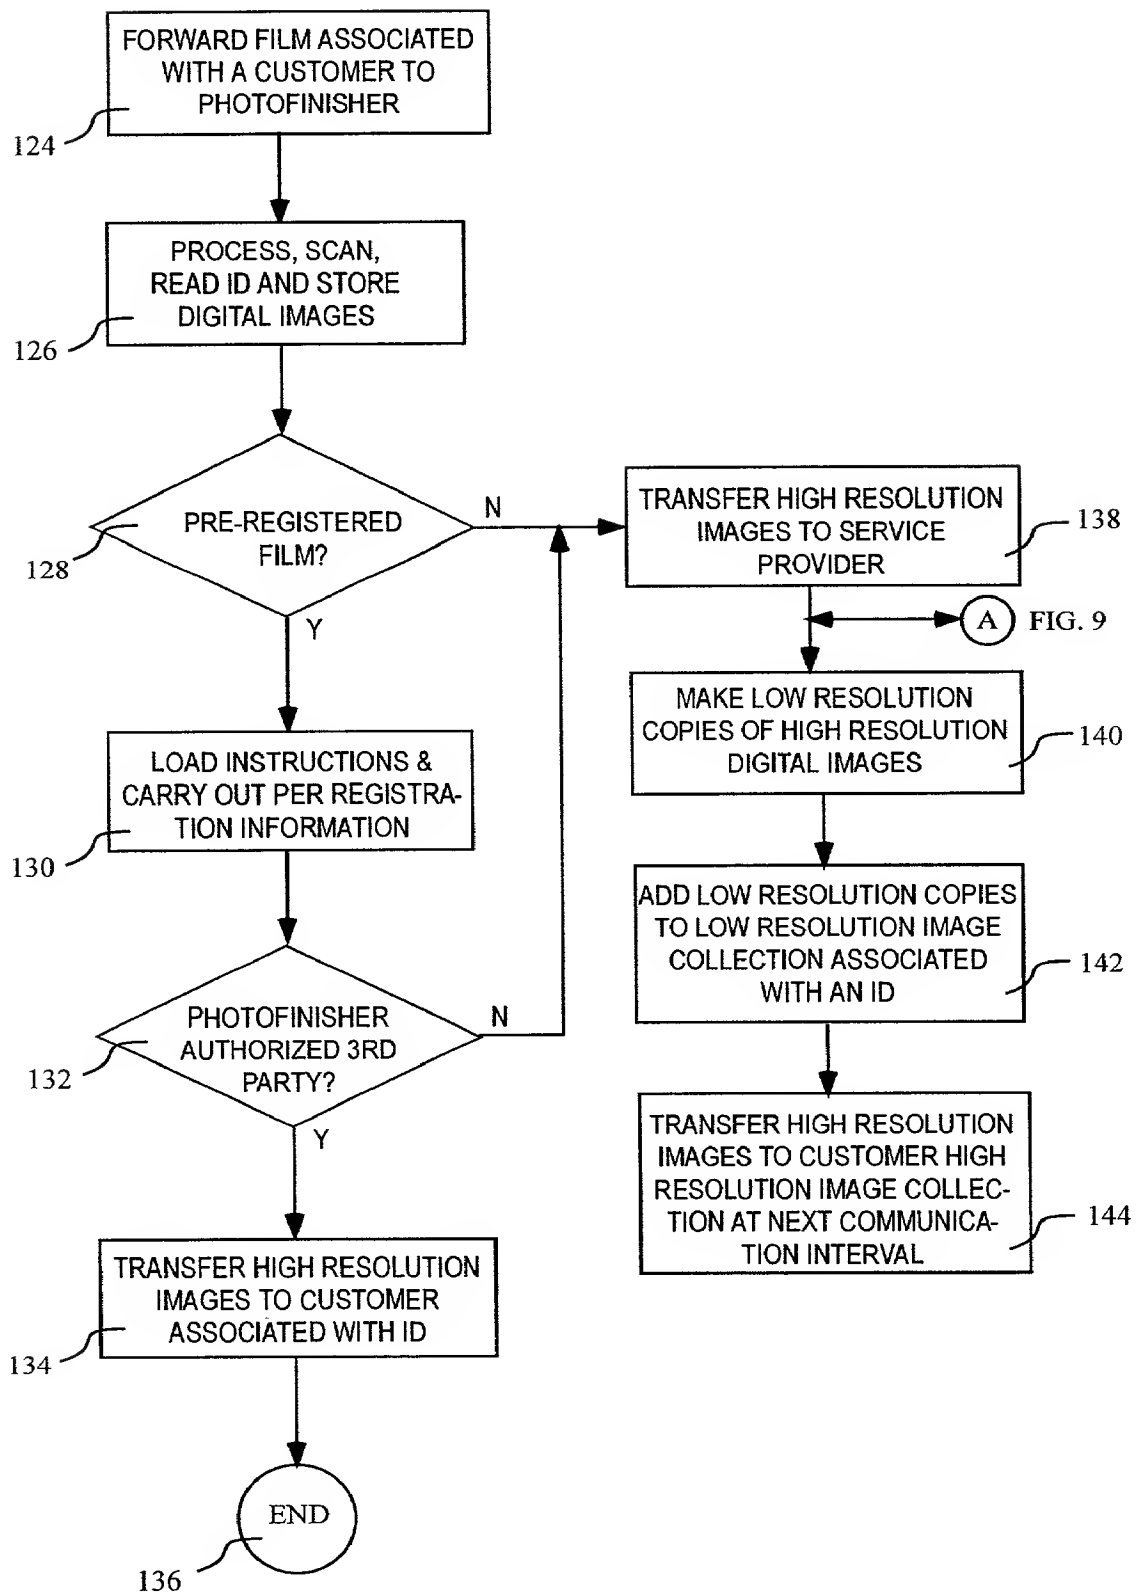 FORWARD FILM ASSOCIATED
WITH A CUSTOMER TO
PHOTOFINISHER
124
PROCESS, SCAN,
READ ID AND STORE
DIGITAL IMAGES
126
PRE-REGISTERED
FILM?
128
N
Y
LOAD INSTRUCTIONS &
CARRY OUT PER REGISTRA-
TION INFORMATION
130
PHOTOFINISHER
AUTHORIZED 3RD
PARTY?
132
N
Y
TRANSFER HIGH RESOLUTION
IMAGES TO CUSTOMER
ASSOCIATED WITH ID
134
END
136
TRANSFER HIGH RESOLUTION
IMAGES TO SERVICE
PROVIDER
138
A FIG. 9
MAKE LOW RESOLUTION
COPIES OF HIGH RESOLUTION
DIGITAL IMAGES
140
ADD LOW RESOLUTION COPIES
TO LOW RESOLUTION IMAGE
COLLECTION ASSOCIATED
WITH AN ID
142
TRANSFER HIGH RESOLUTION
IMAGES TO CUSTOMER HIGH
RESOLUTION IMAGE COLLEC-
TION AT NEXT COMMUNICA-
TION INTERVAL
144